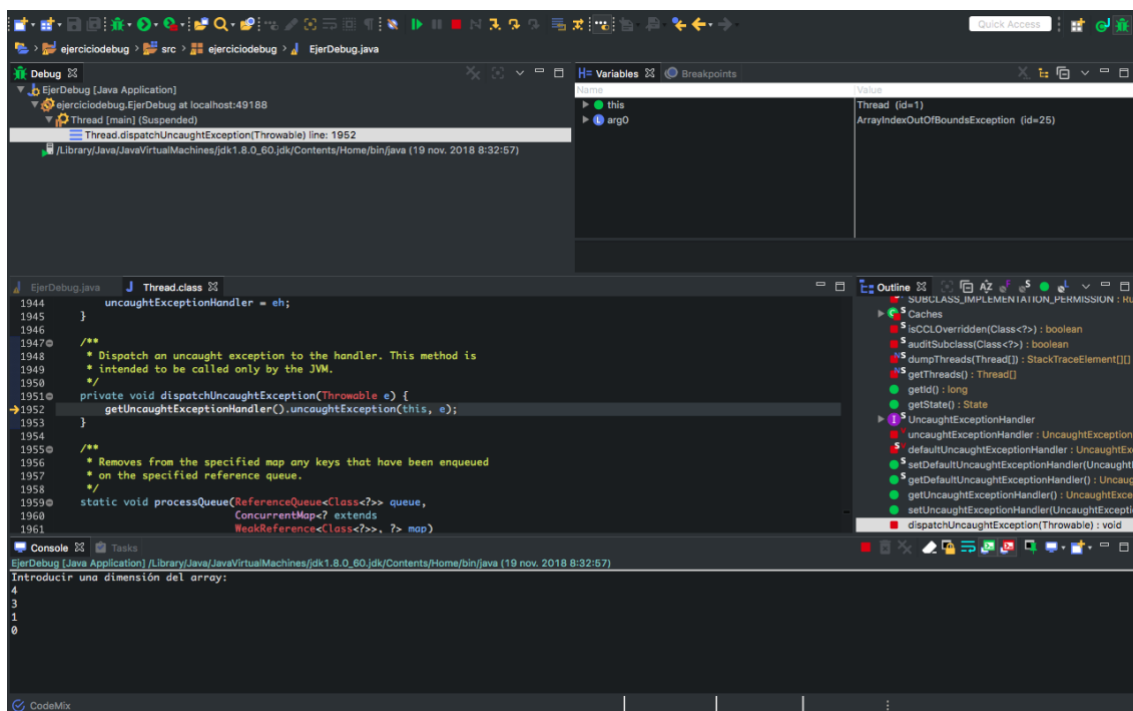 Quick Access
ejerciciodebug > src > ejerciciodebug > EjerDebug.java
Debug
EjerDebug [Java Application]
ejerciciodebug.EjerDebug at localhost:49188
Thread [main] (Suspended)
Thread.dispatchUncaughtException(Throwable) line: 1952
/Library/Java/JavaVirtualMachines/jdk1.8.0_60.jdk/Contents/Home/bin/java (19 nov. 2018 8:32:57)
Variables Breakpoints
Name Value
this Thread (id=1)
arg0 ArrayIndexOutOfBoundsException (id=25)
EjerDebug.java Thread.class
1944 uncaughtExceptionHandler = eh;
1945 }
1946
1947 /**
1948 * Dispatch an uncaught exception to the handler. This method is
1949 * intended to be called only by the JVM.
1950 */
1951 private void dispatchUncaughtException(Throwable e) {
1952 getUncaughtExceptionHandler().uncaughtException(this, e);
1953 }
1954
1955 /**
1956 * Removes from the specified map any keys that have been enqueued
1957 * on the specified reference queue.
1958 */
1959 static void processQueue(ReferenceQueue<Class<?>> queue,
1960 ConcurrentMap<? extends
1961 WeakReference<Class<?>>, ?> map)
Outline
SUBCLASS_IMPLEMENTATION_PERMISSION : Ru
Caches
isCCLOverridden(Class<?>) : boolean
auditSubclass(Class<?>) : boolean
dumpThreads(Thread[]) : StackTraceElement[][]
getThreads() : Thread[]
getId() : long
getState() : State
UncaughtExceptionHandler
uncaughtExceptionHandler : UncaughtException
defaultUncaughtExceptionHandler : UncaughtEx
setDefaultUncaughtExceptionHandler(Uncaught
getDefaultUncaughtExceptionHandler() : Uncaug
getUncaughtExceptionHandler() : UncaughtExce
setUncaughtExceptionHandler(UncaughtExcepti
dispatchUncaughtException(Throwable) : void
Console Tasks
EjerDebug [Java Application] /Library/Java/JavaVirtualMachines/jdk1.8.0_60.jdk/Contents/Home/bin/java (19 nov. 2018 8:32:57)
Introducir una dimensión del array:
4
3
1
0
CodeMix